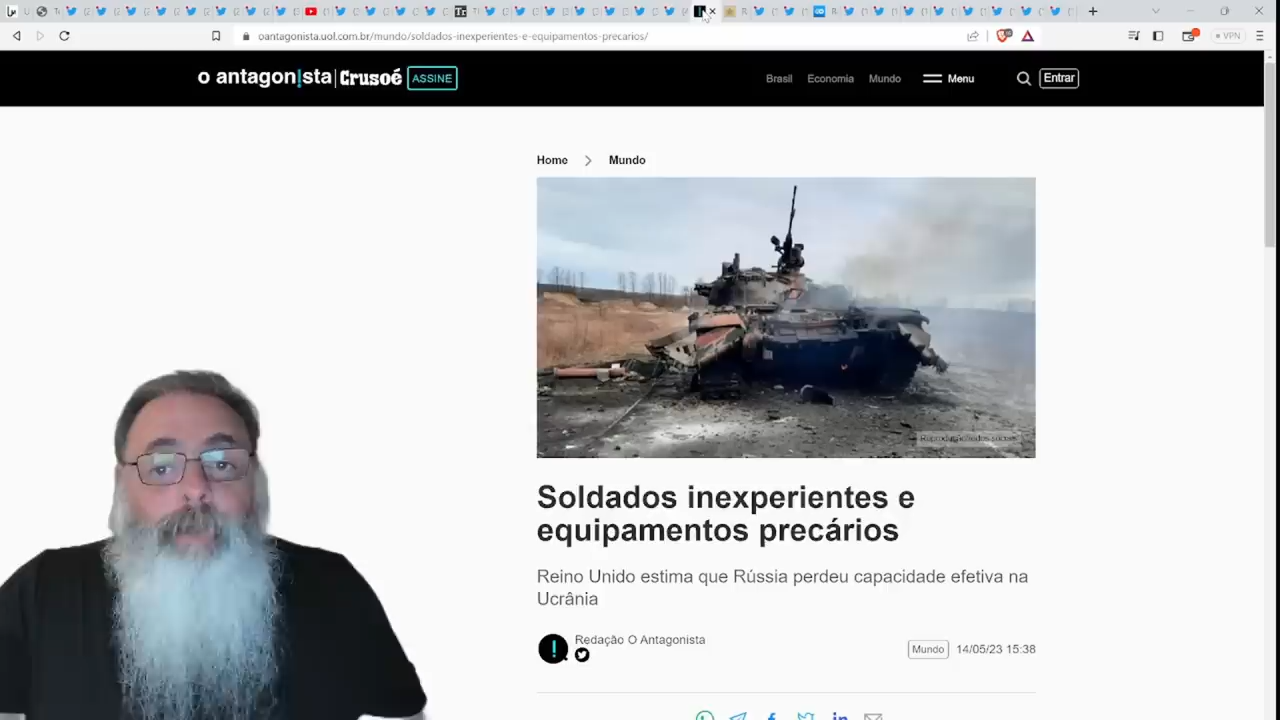 oantagonista.uol.com.br/mundo/soldados-inexperientes-e-equipamentos-precarios/
VPN
o antagonista|Crusoé ASSINE
Brasil Economia Mundo Menu Entrar
Home Mundo
Soldados inexperientes e
equipamentos precários
Reino Unido estima que Rússia perdeu capacidade efetiva na
Ucrânia
Redação O Antagonista
Mundo 14/05/23 15:38